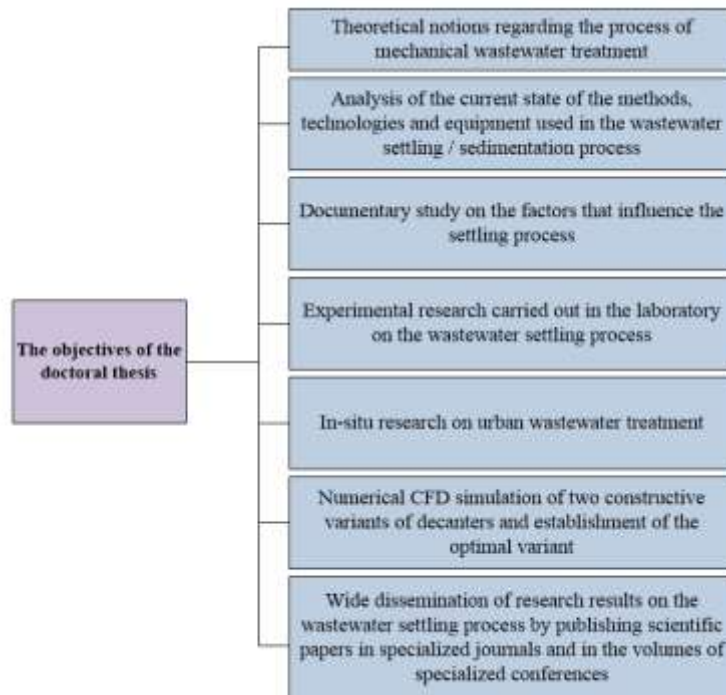 Theoretical notions regarding the process of
mechanical wastewater treatment
Analysis of the current state of the methods,
technologies and equipment used in the wastewater
settling / sedimentation process
Documentary study on the factors that influence the
settling process
The objectives of the
doctoral thesis
Experimental research carried out in the laboratory
on the wastewater settling process
In-situ research on urban wastewater treatment
Numerical CFD simulation of two constructive
variants of decanters and establishment of the
optimal variant
Wide dissemination of research results on the
wastewater settling process by publishing scientific
papers in specialized journals and in the volumes of
specialized conferences